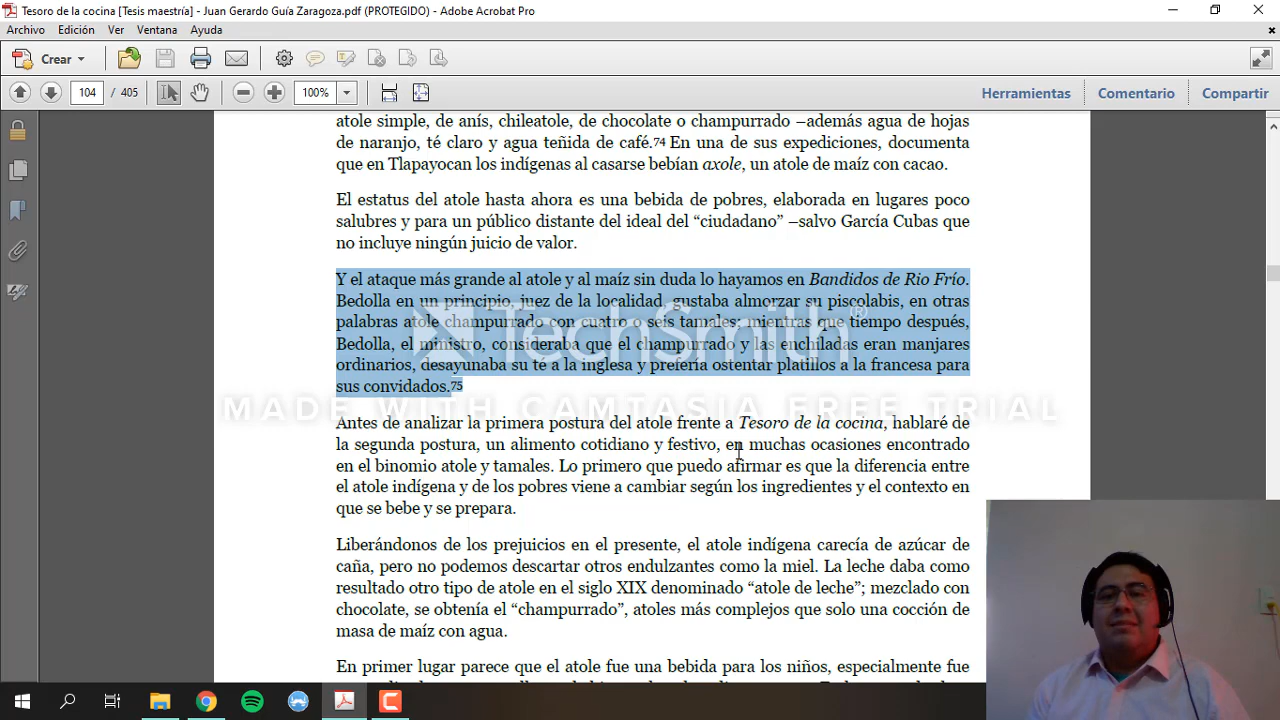 Tesoro de la cocina [Tesis maestría] - Juan Gerardo Guía Zaragoza.pdf (PROTEGIDO) - Adobe Acrobat Pro
Archivo Edición Ver Ventana Ayuda
Crear
104 / 405 100% Herramientas Comentario Compartir
atole simple, de anís, chileatole, de chocolate o champurrado –además agua de hojas
de naranjo, té claro y agua teñida de café.74 En una de sus expediciones, documenta
que en Tlapayocan los indígenas al casarse bebían axole, un atole de maíz con cacao.
El estatus del atole hasta ahora es una bebida de pobres, elaborada en lugares poco
salubres y para un público distante del ideal del “ciudadano” –salvo García Cubas que
no incluye ningún juicio de valor.
Y el ataque más grande al atole y al maíz sin duda lo hayamos en Bandidos de Rio Frío.
Bedolla en un principio, juez de la localidad, gustaba almorzar su piscolabis, en otras
palabras atole champurrado con cuatro o seis tamales; mientras que tiempo después,
Bedolla, el ministro, consideraba que el champurrado y las enchiladas eran manjares
ordinarios, desayunaba su té a la inglesa y prefería ostentar platillos a la francesa para
sus convidados.75
TechSmith®
MADE WITH CAMTASIA FREE TRIAL
Antes de analizar la primera postura del atole frente a Tesoro de la cocina, hablaré de
la segunda postura, un alimento cotidiano y festivo, en muchas ocasiones encontrado
en el binomio atole y tamales. Lo primero que puedo afirmar es que la diferencia entre
el atole indígena y de los pobres viene a cambiar según los ingredientes y el contexto en
que se bebe y se prepara.
Liberándonos de los prejuicios en el presente, el atole indígena carecía de azúcar de
caña, pero no podemos descartar otros endulzantes como la miel. La leche daba como
resultado otro tipo de atole en el siglo XIX denominado “atole de leche”; mezclado con
chocolate, se obtenía el “champurrado”, atoles más complejos que solo una cocción de
masa de maíz con agua.
En primer lugar parece que el atole fue una bebida para los niños, especialmente fue